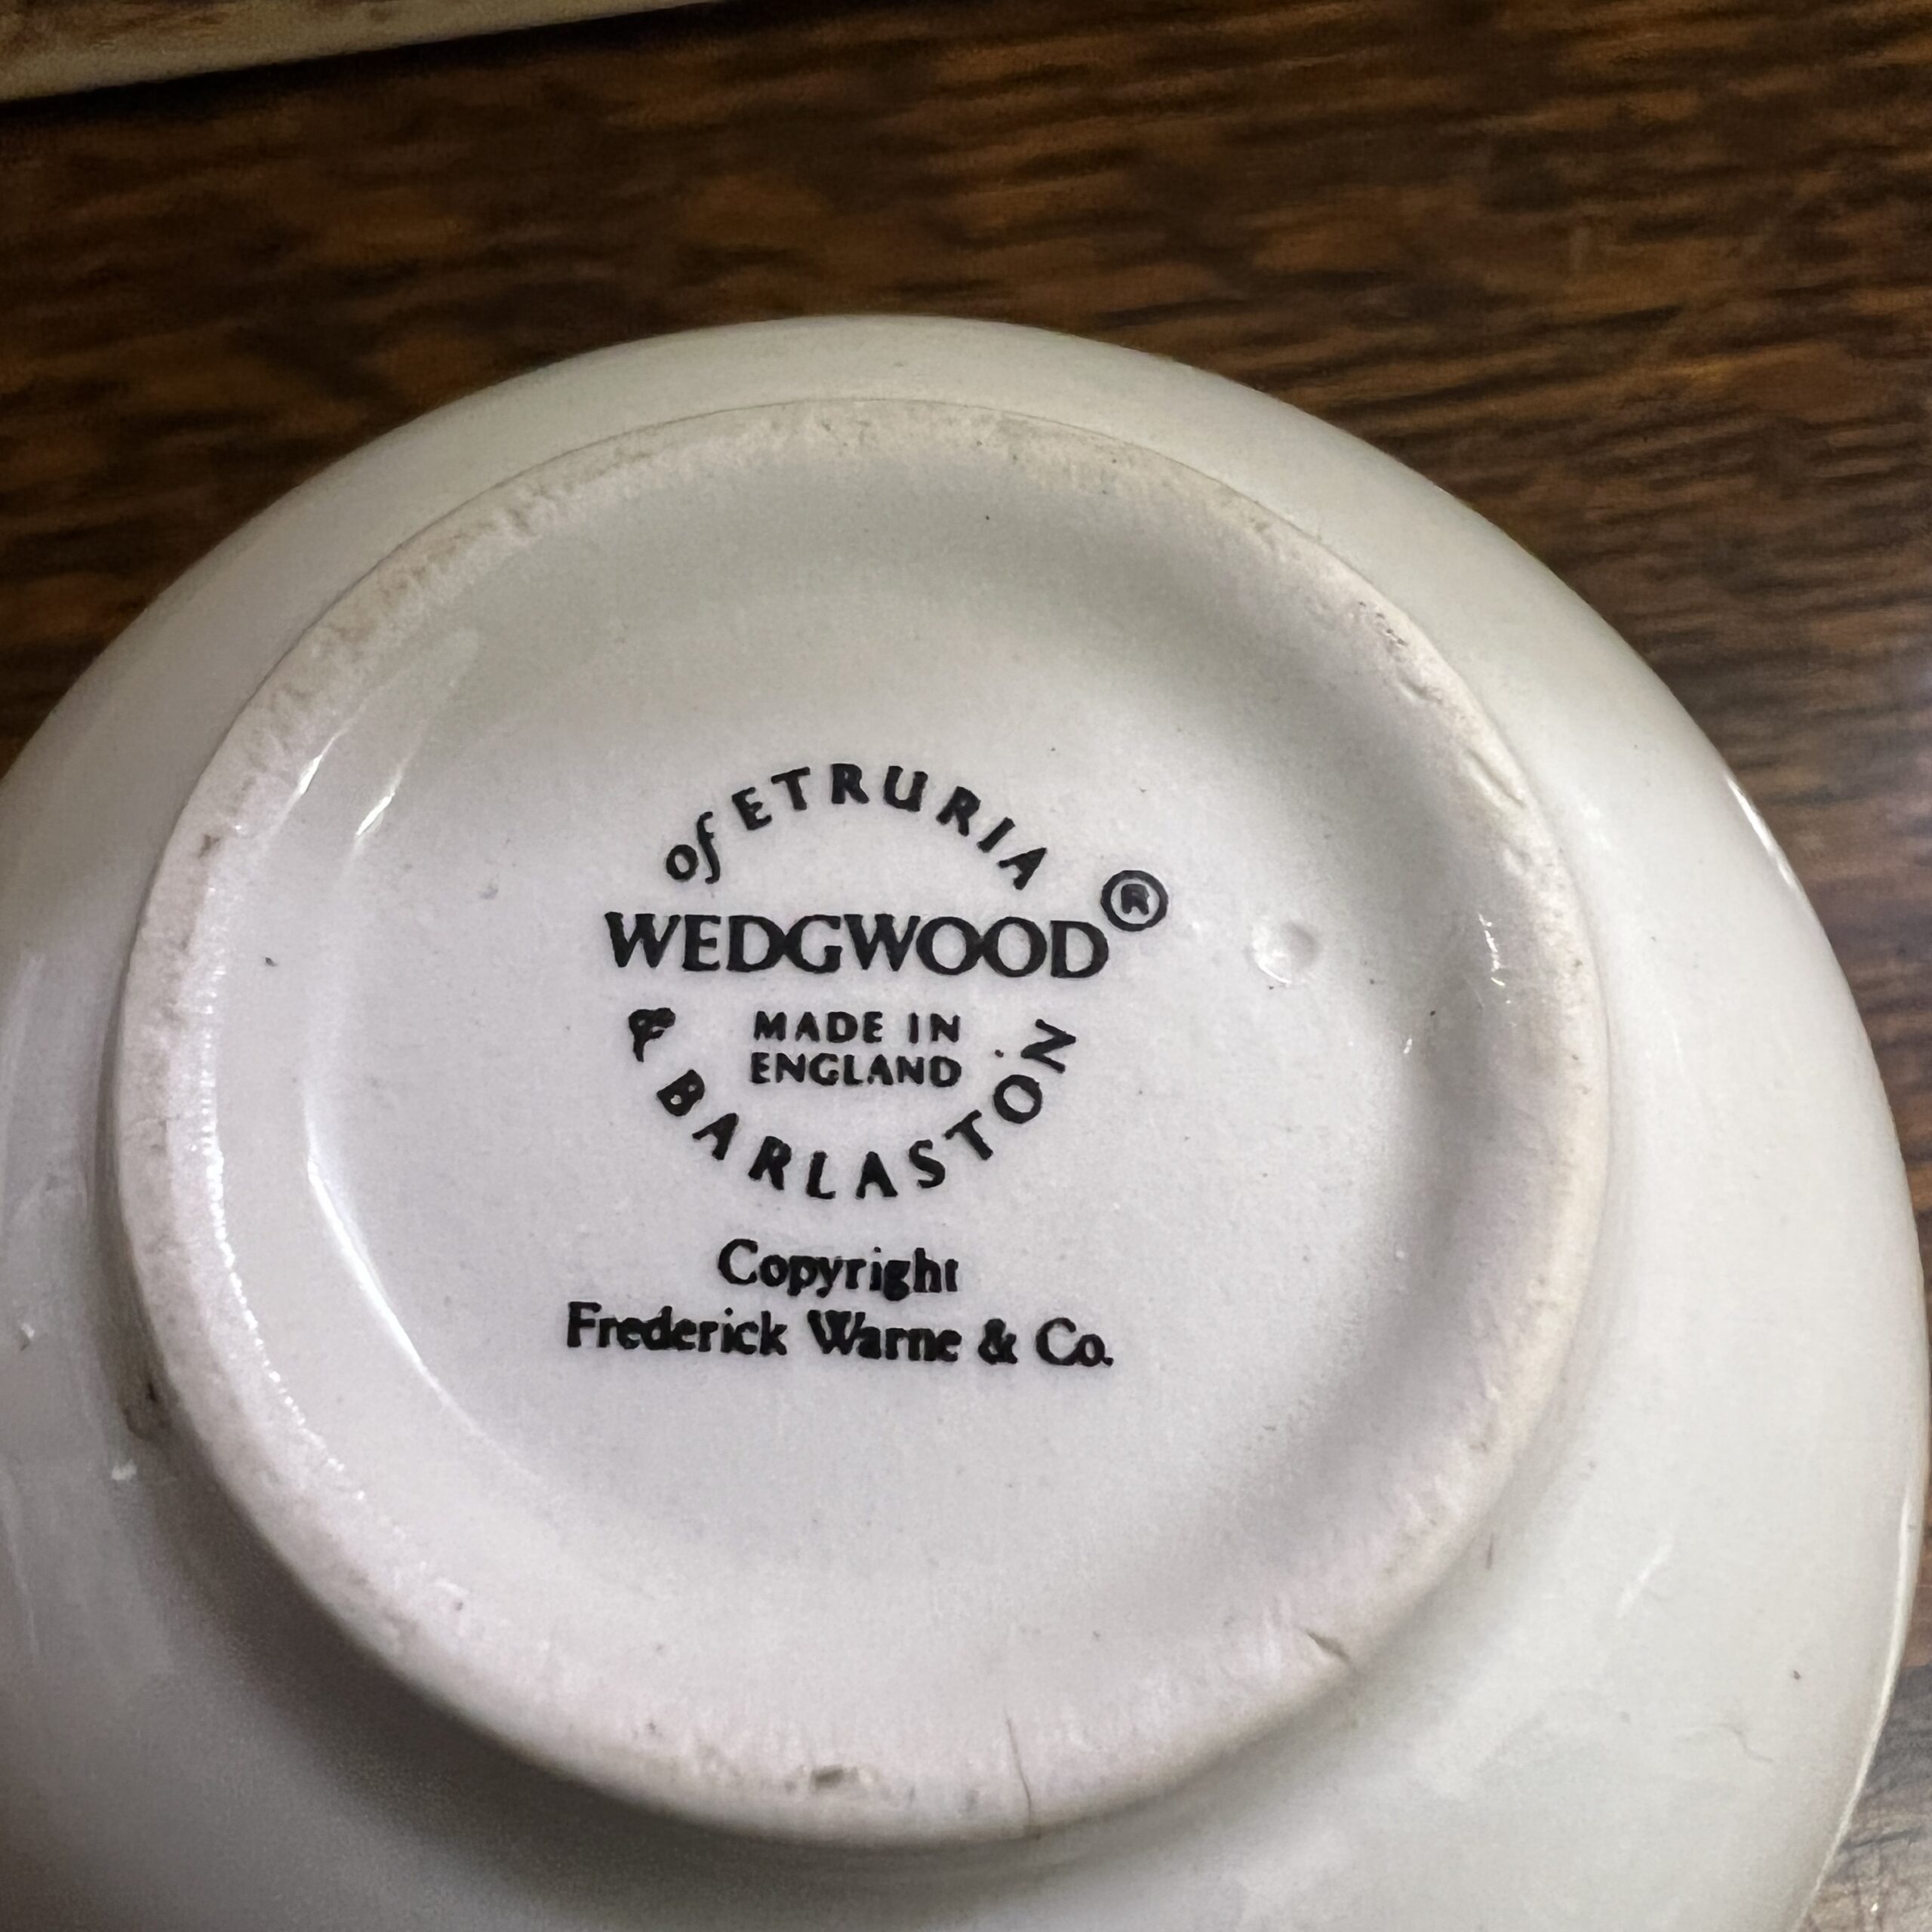 of ETRURIA
WEDGWOOD®
MADE IN
ENGLAND
& BARLASTON
Copyright
Frederick Warne & Co.